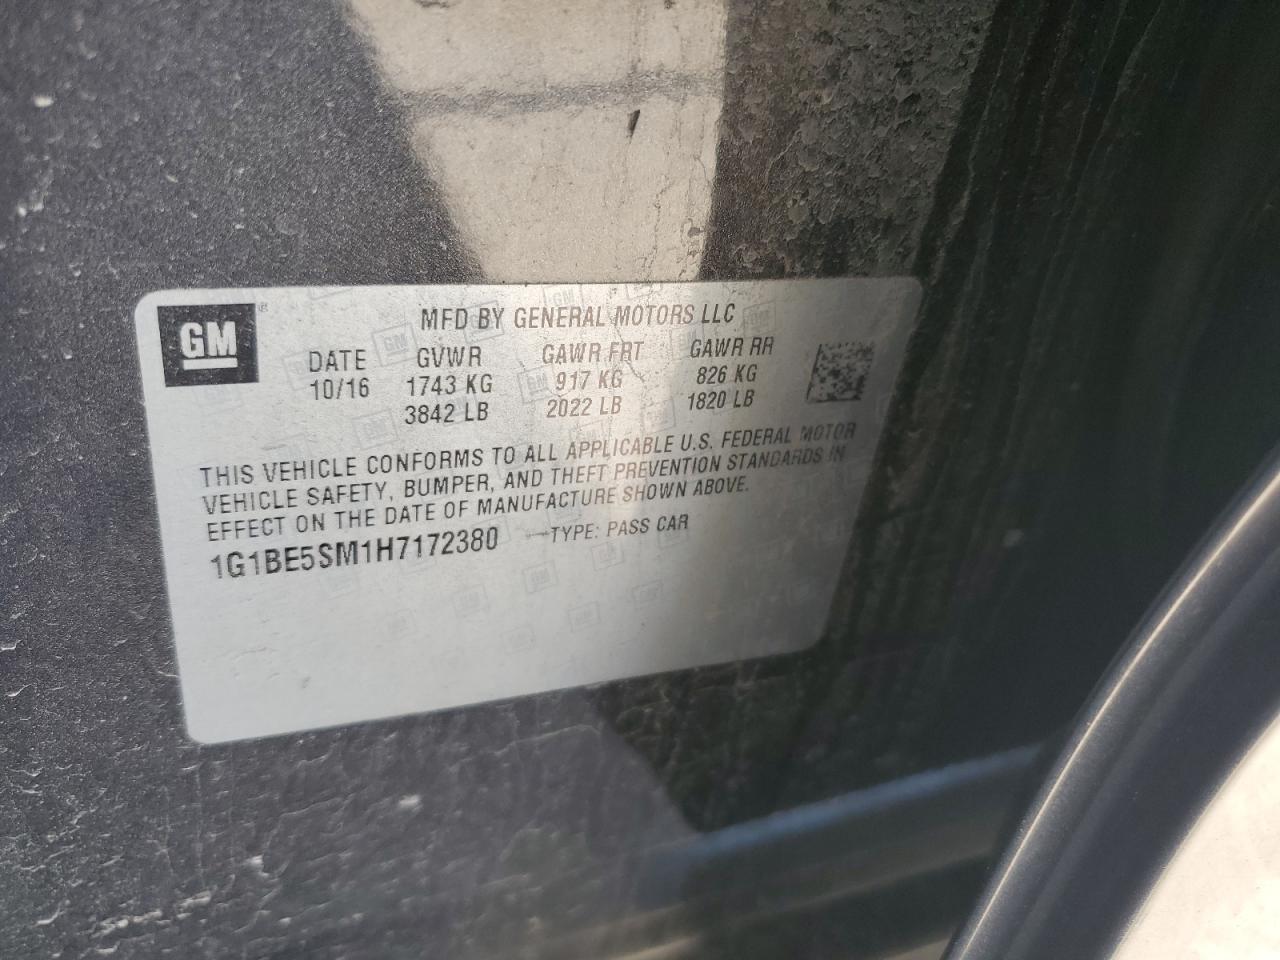 GM ®
MFD BY GENERAL MOTORS LLC
DATE GVWR GAWR FRT GAWR RR
10/16 1743 KG 917 KG 826 KG
3842 LB 2022 LB 1820 LB
THIS VEHICLE CONFORMS TO ALL APPLICABLE U.S. FEDERAL MOTOR
VEHICLE SAFETY, BUMPER, AND THEFT PREVENTION STANDARDS IN
EFFECT ON THE DATE OF MANUFACTURE SHOWN ABOVE.
1G1BE5SM1H7172380 TYPE: PASS CAR